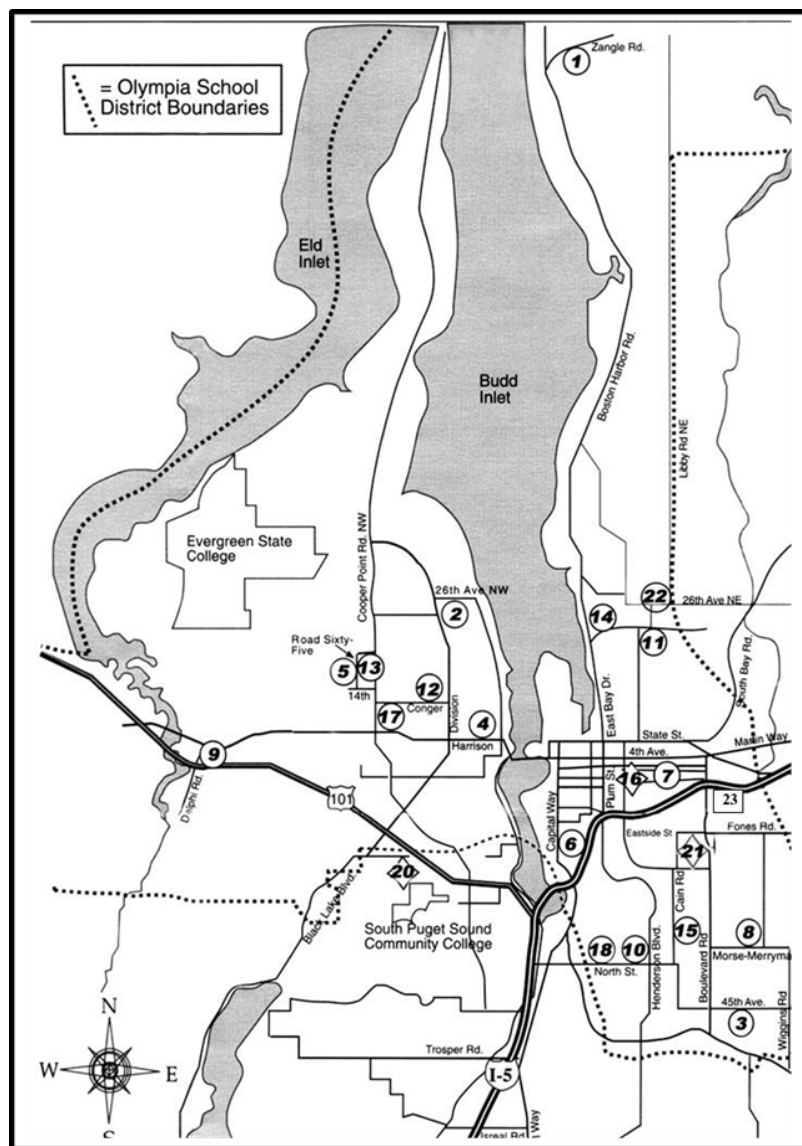 = Olympia School
District Boundaries
1
Zangle Rd.
Eld
Inlet
Budd
Inlet
Boston Harbor Rd.
Libby Rd NE
Evergreen State
College
Cooper Point Rd. NW
26th Ave NW
2
14
22
26th Ave NE
11
Road Sixty-
Five
5
13
14th
12
Conger
17
4
Division
Harrison
East Bay Dr.
South Bay Rd.
State St.
4th Ave.
Martin Way
9
Delphi Rd.
101
Capital Way
Plum St.
16
7
23
6
Eastside St
Fones Rd.
21
Black Lake Blvd.
20
South Puget Sound
Community College
Cain Rd
15
8
18
10
Henderson Blvd.
Boulevard Rd
Morse-Merryma
North St.
45th Ave.
3
Wiggins Rd
N
W
E
S
Trosper Rd.
I-5
Isreal Rd
Way